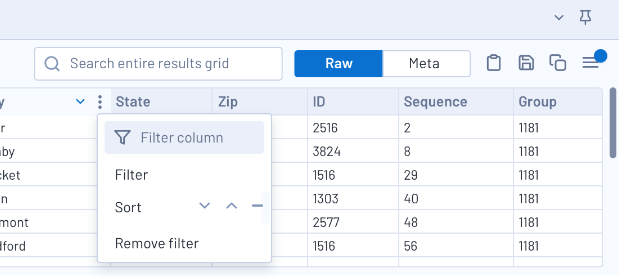 Search entire results grid Raw Meta
y State Zip ID Sequence Group
r 2516 2 1181
by 3824 8 1181
cket 1516 29 1181
n 1303 40 1181
mont 2577 48 1181
dford 1516 56 1181
Filter column
Filter
Sort
Remove filter